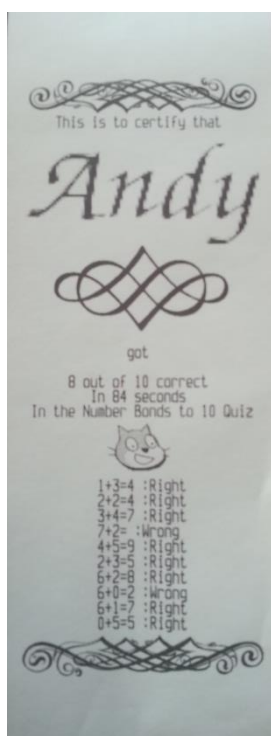 This is to certify that
Andy
got
8 out of 10 correct
In 84 seconds
In the Number Bonds to 10 Quiz
1+3=4 :Right
2+2=4 :Right
3+4=7 :Right
7+2= :Wrong
4+5=9 :Right
2+3=5 :Right
6+2=8 :Right
6+0=2 :Wrong
6+1=7 :Right
0+5=5 :Right